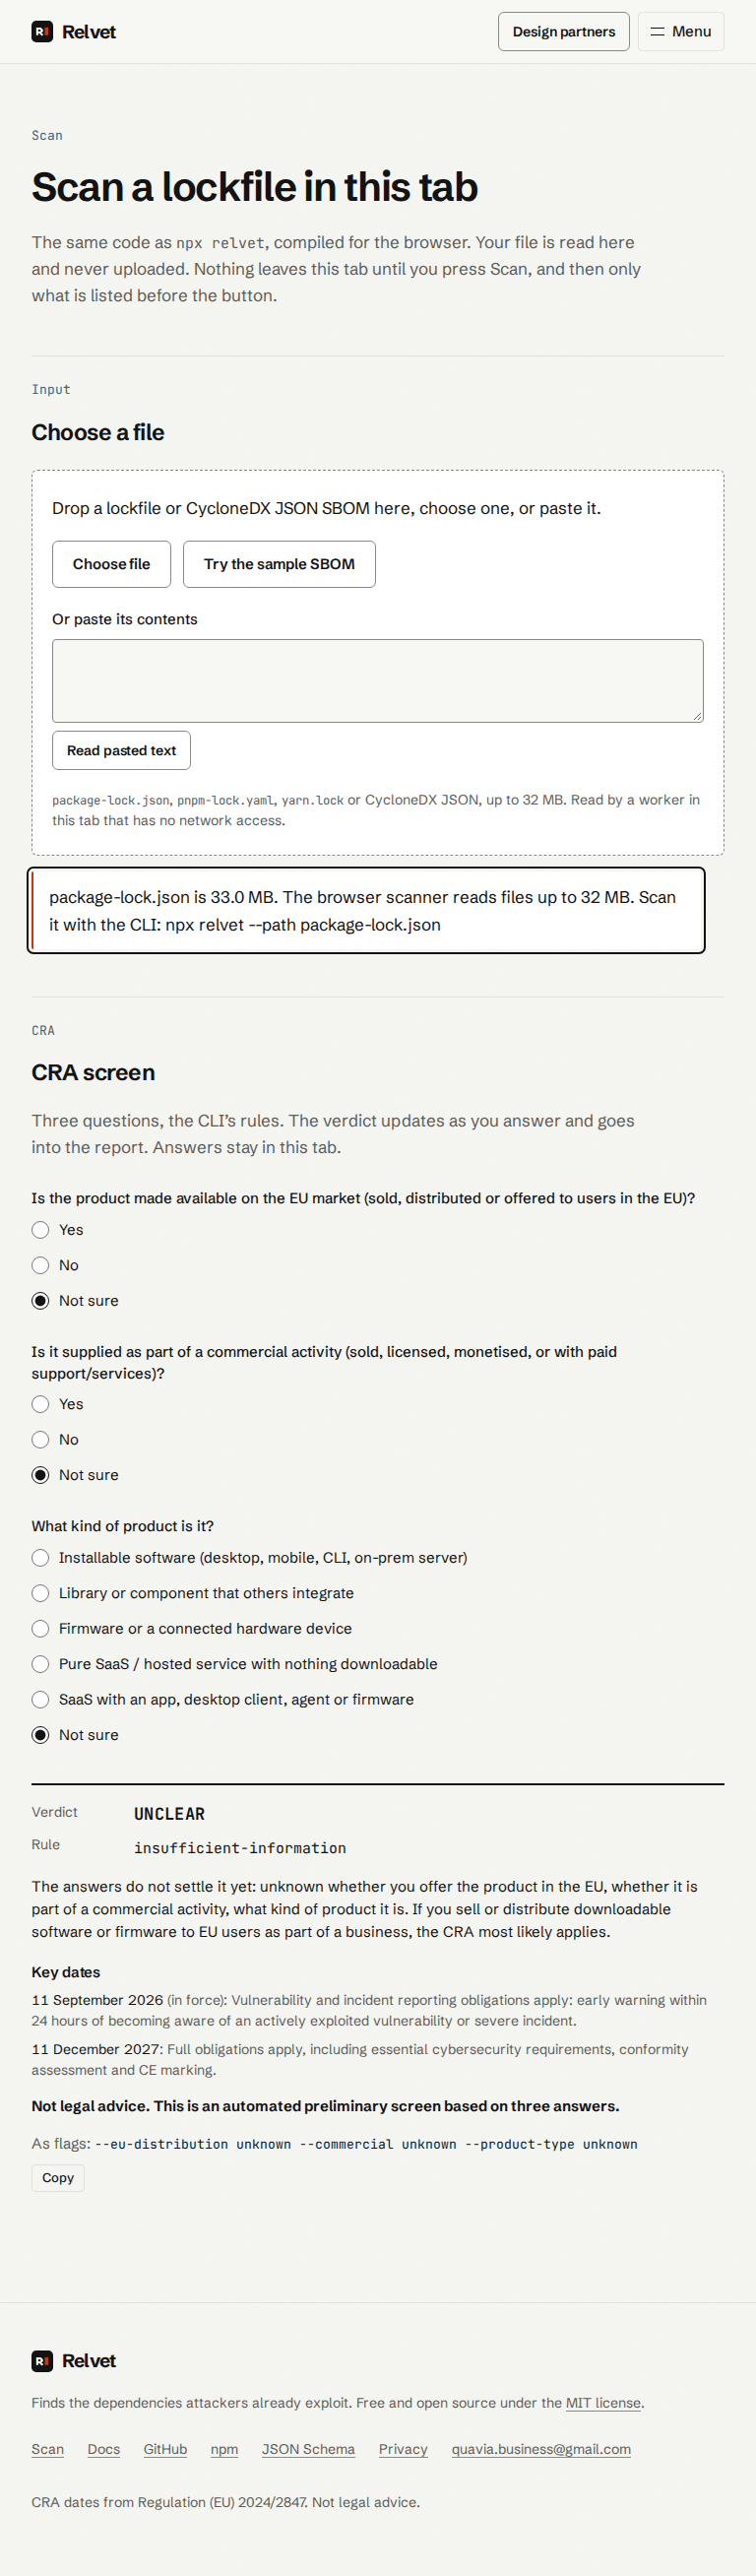 Relvet
Design partners
Menu
Scan
Scan a lockfile in this tab
The same code as npx relvet, compiled for the browser. Your file is read here
and never uploaded. Nothing leaves this tab until you press Scan, and then only
what is listed before the button.
Input
Choose a file
Drop a lockfile or CycloneDX JSON SBOM here, choose one, or paste it.
Choose file
Try the sample SBOM
Or paste its contents
Read pasted text
package-lock.json, pnpm-lock.yaml, yarn.lock or CycloneDX JSON, up to 32 MB. Read by a worker in
this tab that has no network access.
package-lock.json is 33.0 MB. The browser scanner reads files up to 32 MB. Scan
it with the CLI: npx relvet --path package-lock.json
CRA
CRA screen
Three questions, the CLI’s rules. The verdict updates as you answer and goes
into the report. Answers stay in this tab.
Is the product made available on the EU market (sold, distributed or offered to users in the EU)?
Yes
No
Not sure
Is it supplied as part of a commercial activity (sold, licensed, monetised, or with paid
support/services)?
Yes
No
Not sure
What kind of product is it?
Installable software (desktop, mobile, CLI, on-prem server)
Library or component that others integrate
Firmware or a connected hardware device
Pure SaaS / hosted service with nothing downloadable
SaaS with an app, desktop client, agent or firmware
Not sure
Verdict UNCLEAR
Rule insufficient-information
The answers do not settle it yet: unknown whether you offer the product in the EU, whether it is
part of a commercial activity, what kind of product it is. If you sell or distribute downloadable
software or firmware to EU users as part of a business, the CRA most likely applies.
Key dates
11 September 2026 (in force): Vulnerability and incident reporting obligations apply: early warning within
24 hours of becoming aware of an actively exploited vulnerability or severe incident.
11 December 2027: Full obligations apply, including essential cybersecurity requirements, conformity
assessment and CE marking.
Not legal advice. This is an automated preliminary screen based on three answers.
As flags: --eu-distribution unknown --commercial unknown --product-type unknown
Copy
Relvet
Finds the dependencies attackers already exploit. Free and open source under the MIT license.
Scan Docs GitHub npm JSON Schema Privacy quavia.business@gmail.com
CRA dates from Regulation (EU) 2024/2847. Not legal advice.